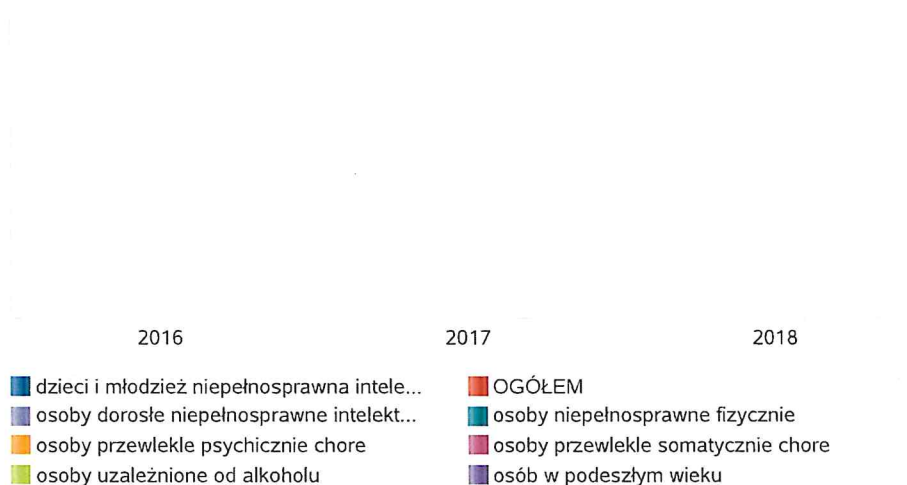 2016 2017 2018
dzieci i młodzież niepełnosprawna intele... OGÓŁEM
osoby dorosłe niepełnosprawne intelekt... osoby niepełnosprawne fizycznie
osoby przewlekle psychicznie chore osoby przewlekle somatycznie chore
osoby uzależnione od alkoholu osób w podeszłym wieku